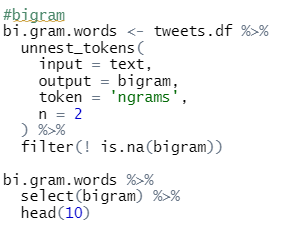 #bigram
bi.gram.words <- tweets.df %>%
  unnest_tokens(
    input = text,
    output = bigram,
    token = 'ngrams',
    n = 2
  ) %>%
  filter(! is.na(bigram))

bi.gram.words %>%
  select(bigram) %>%
  head(10)